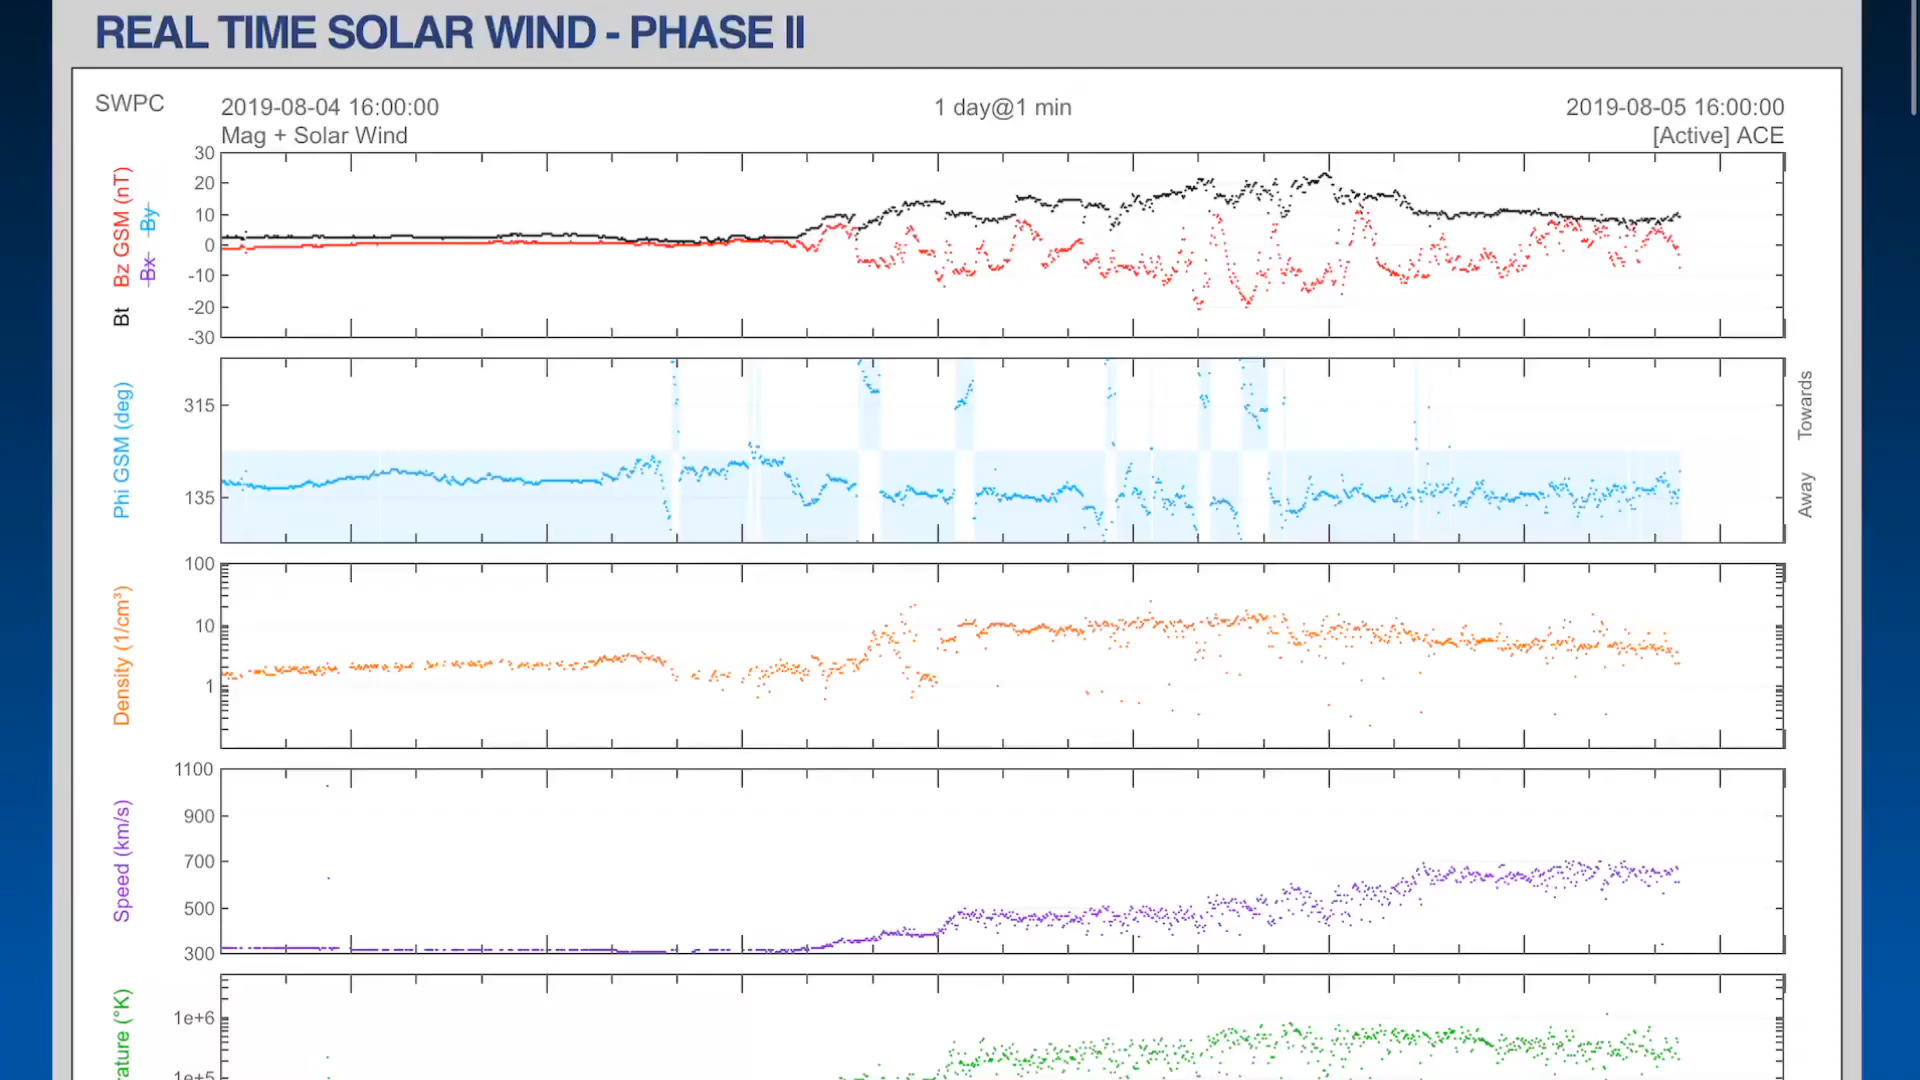 REAL TIME SOLAR WIND - PHASE II
SWPC
2019-08-04 16:00:00
1 day@1 min
2019-08-05 16:00:00
Mag + Solar Wind
[Active] ACE
Bt Bz GSM (nT)
Bx By
30
20
10
0
-10
-20
-30
Phi GSM (deg)
315
135
Towards
Away
Density (1/cm³)
100
10
1
Speed (km/s)
1100
900
700
500
300
rature (°K)
1e+6
1e+5